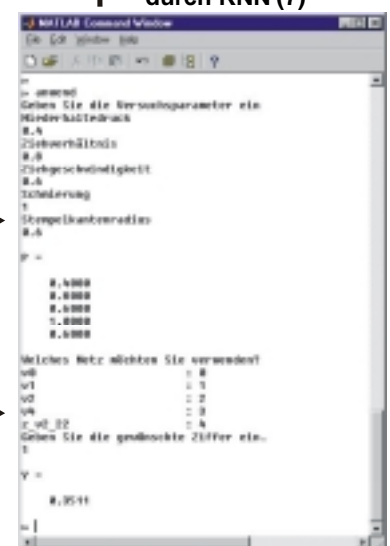 durch KNN (7)
MATLAB Command Window
File Edit Window Help
»
» anwend
Geben Sie die Versuchsparameter ein
Niederhaltedruck
0.4
Ziehverhältnis
0.8
Ziehgeschwindigkeit
0.6
Schmierung
1
Stempelkantenradius
0.6
P =
0.4000
0.8000
0.6000
1.0000
0.6000
Welches Netz möchten Sie verwenden?
v0 : 0
v1 : 1
v2 : 2
v4 : 3
r_v2_22 : 4
Geben Sie die gewünschte Ziffer ein.
1
Y =
0.3511
»